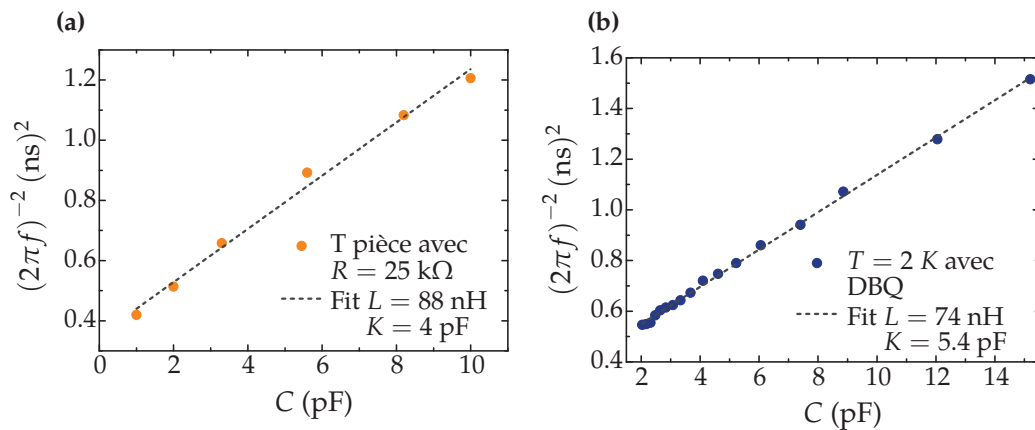 (a)
(2πf)⁻² (ns)²
1.2
1.0
0.8
0.6
0.4
0 2 4 6 8 10
C (pF)
T pièce avec
R = 25 kΩ
Fit L = 88 nH
K = 4 pF
(b)
(2πf)⁻² (ns)²
1.6
1.4
1.2
1.0
0.8
0.6
0.4
2 4 6 8 10 12 14
C (pF)
T = 2 K avec
DBQ
Fit L = 74 nH
K = 5.4 pF